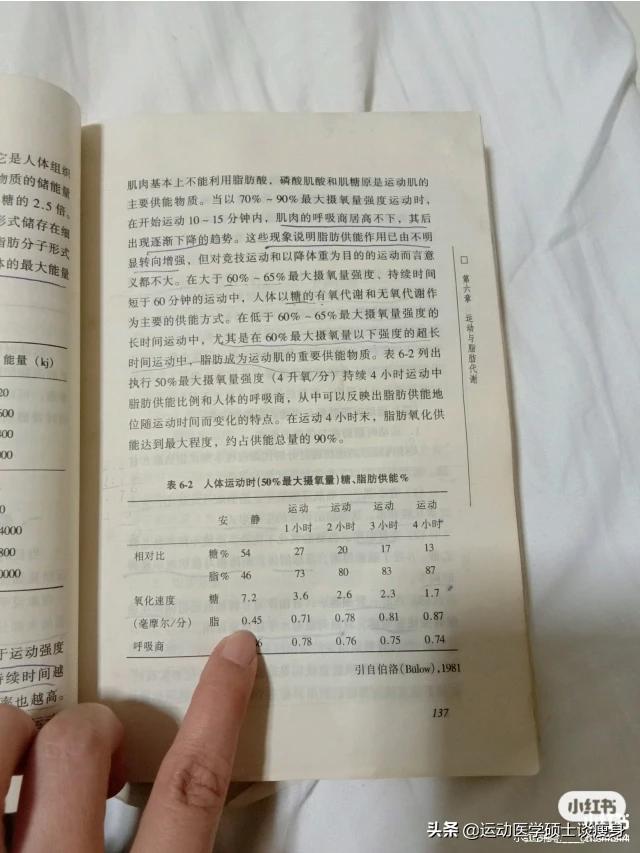 它是人体组织
物质的储能量
糖的 2.5 倍。
形式储存在细
脂肪分子形式
体的最大能量
能量（kj）
20
600
400
000
0
4000
800
0000
于运动强度
持续时间越
率也越高。
肌肉基本上不能利用脂肪酸，磷酸肌酸和肌糖原是运动肌的
主要供能物质。当以 70%～90%最大摄氧量强度运动时，
在开始运动 10～15 分钟内，肌肉的呼吸商居高不下，其后
出现逐渐下降的趋势。这些现象说明脂肪供能作用已由不明
显转向增强，但对竞技运动和以降体重为目的的运动而言意
义都不大。在大于 60%～65%最大摄氧量强度、持续时间
短于 60 分钟的运动中，人体以糖的有氧代谢和无氧代谢作
为主要的供能方式。在低于 60%～65%最大摄氧量强度的
长时间运动中，尤其是在 60%最大摄氧量以下强度的超长
时间运动中，脂肪成为运动肌的重要供能物质。表 6-2 列出
执行 50%最大摄氧量强度（4 升氧/分）持续 4 小时运动中
脂肪供能比例和人体的呼吸商，从中可以反映出脂肪供能地
位随运动时间而变化的特点。在运动 4 小时末，脂肪氧化供
能达到最大程度，约占供能总量的 90%。
表 6-2 人体运动时(50%最大摄氧量)糖、脂肪供能%
安 静 运动 运动 运动 运动
1 小时 2 小时 3 小时 4 小时
相对比 糖% 54 27 20 17 13
脂% 46 73 80 83 87
氧化速度 糖 7.2 3.6 2.6 2.3 1.7
(毫摩尔/分) 脂 0.45 0.71 0.78 0.81 0.87
呼吸商 0.78 0.76 0.75 0.74
引自伯洛(Bulow),1981
137
第六章 运动与脂肪代谢
小红书
头条 @运动医学硕士谈瘦身